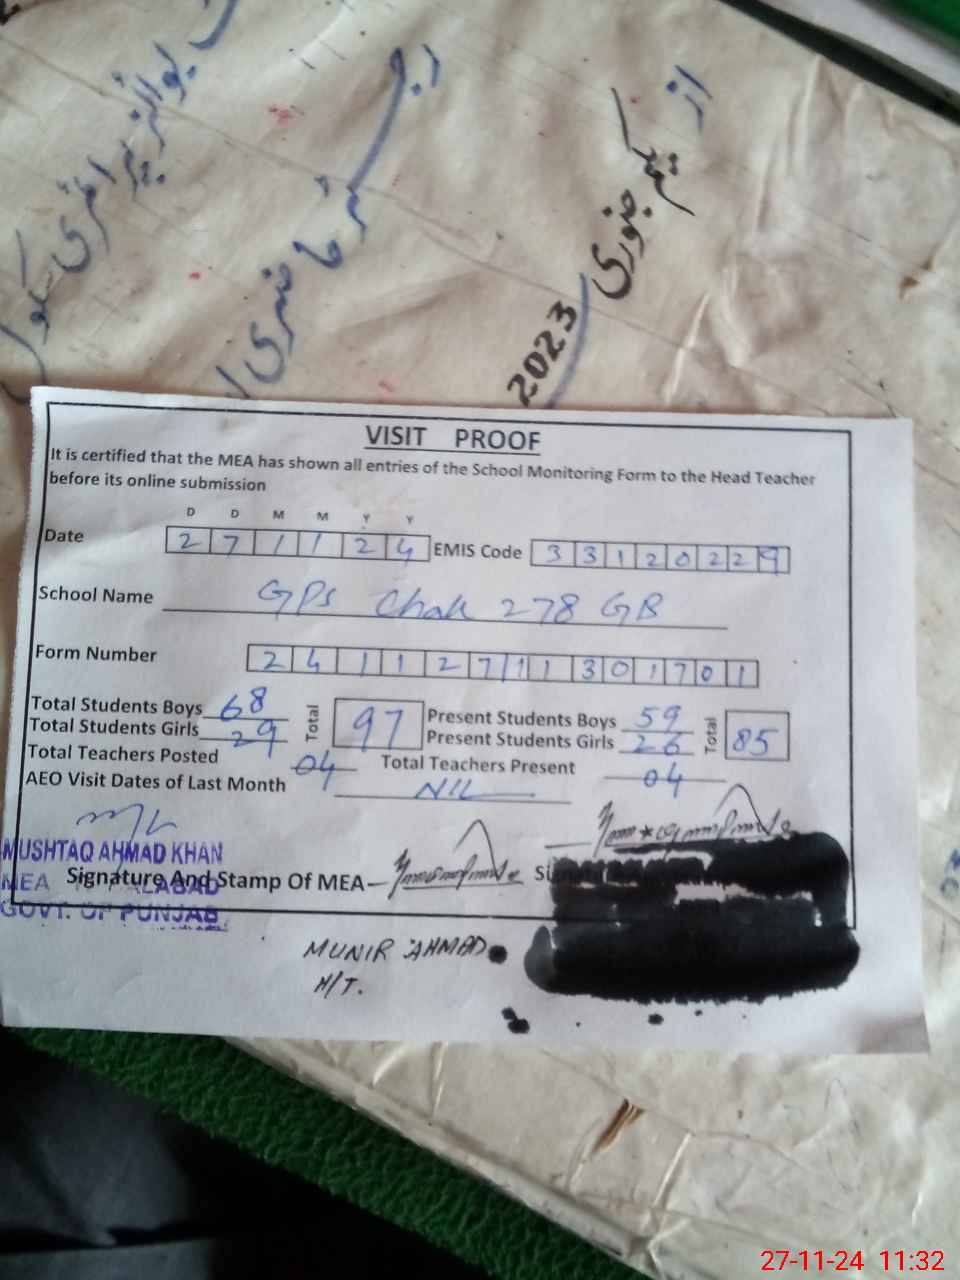 یوائز پرائمری سکول
رجسٹر حاضری
از یکم جنوری 2023
VISIT PROOF
It is certified that the MEA has shown all entries of the School Monitoring Form to the Head Teacher
before its online submission
D D M M Y Y
Date 2 7 1 1 2 4 EMIS Code 3 3 1 2 0 2 2 9
School Name GPS Chak 278 GB
Form Number 2 4 1 1 2 7 1 1 3 0 1 7 0 1
Total Students Boys 68 Total 97 Present Students Boys 59 Total 85
Total Students Girls 29 Present Students Girls 26
Total Teachers Posted 04 Total Teachers Present 04
AEO Visit Dates of Last Month NIL
MUSHTAQ AHMAD KHAN
Signature And Stamp Of MEA
MEA
GOVT. OF PUNJAB
MUNIR AHMAD
H/T.
27-11-24 11:32